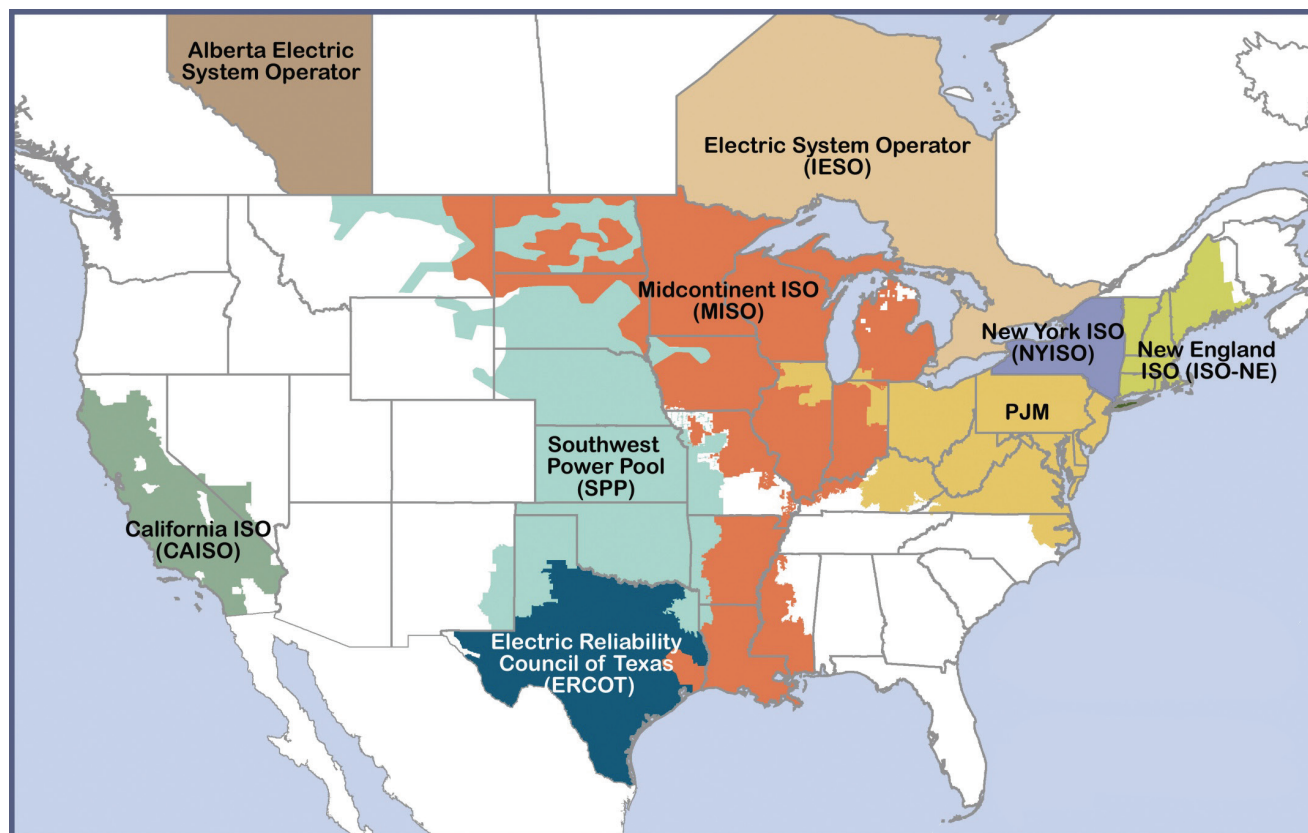 Alberta Electric
System Operator
Electric System Operator
(IESO)
Midcontinent ISO
(MISO)
New York ISO
(NYISO)
New England
ISO (ISO-NE)
PJM
Southwest
Power Pool
(SPP)
California ISO
(CAISO)
Electric Reliability
Council of Texas
(ERCOT)